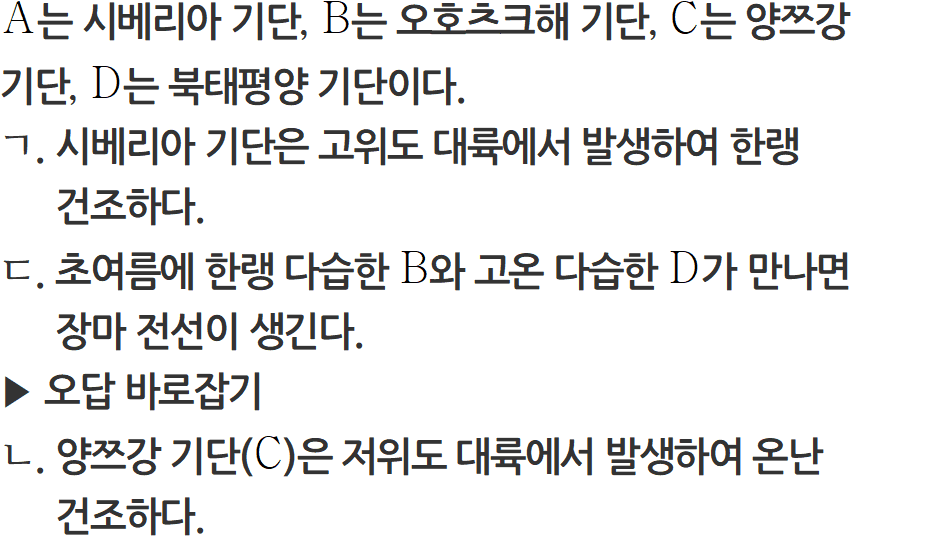 A는 시베리아 기단, B는 오호츠크해 기단, C는 양쯔강
기단, D는 북태평양 기단이다.
ㄱ. 시베리아 기단은 고위도 대륙에서 발생하여 한랭
건조하다.
ㄷ. 초여름에 한랭 다습한 B와 고온 다습한 D가 만나면
장마 전선이 생긴다.
▶ 오답 바로잡기
ㄴ. 양쯔강 기단(C)은 저위도 대륙에서 발생하여 온난
건조하다.